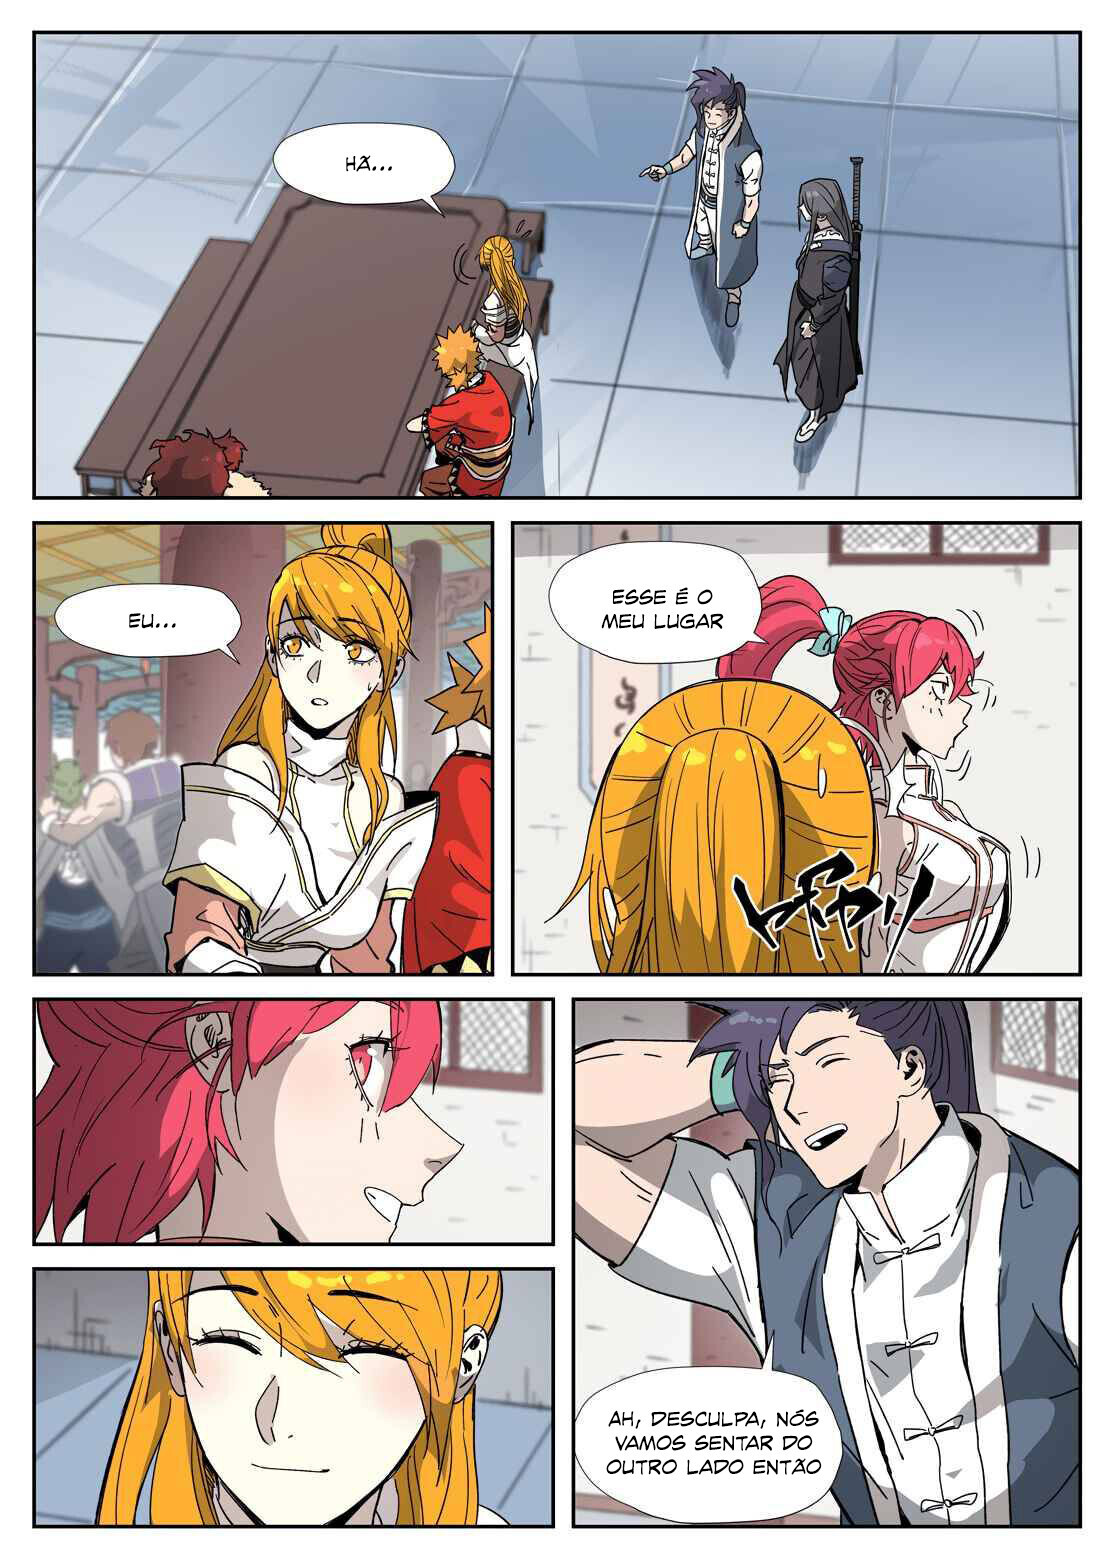 HÃ...
EU...
ESSE É O
MEU LUGAR
AH, DESCULPA, NÓS
VAMOS SENTAR DO
OUTRO LADO ENTÃO